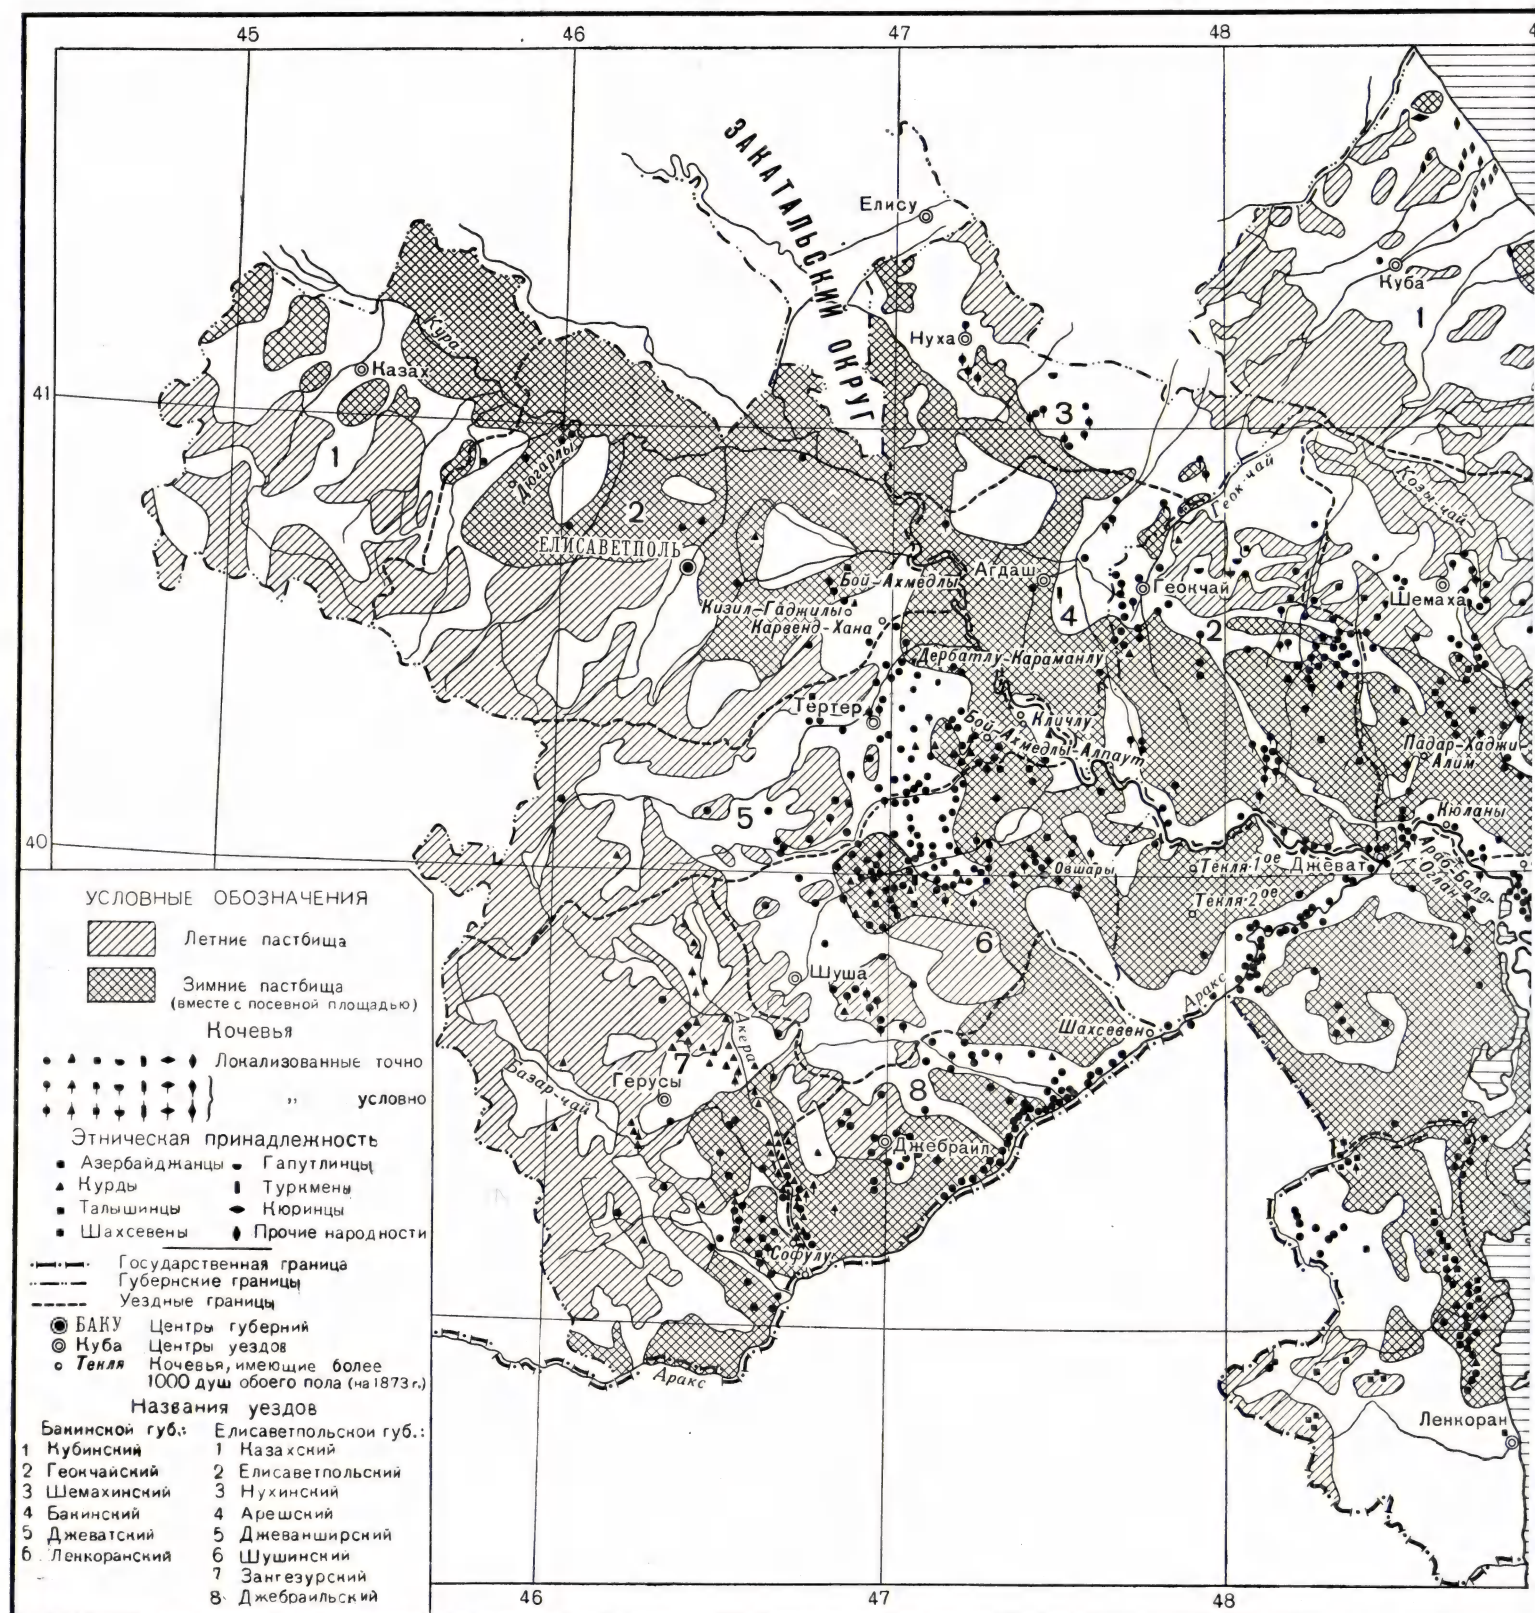 45 46 47 48
ЗАКАТАЛЬСКИЙ ОКРУГ
Елису
Куба
1
Нуха
Кура
Казах
41
3
1
Дюгарлы
Геок-чай
Козы-чай
2
ЕЛИСАВЕТПОЛЬ
Бой-Ахмедлы
Агдаш
Геокчай
Шемаха
Кизил-Гаджилы
Карвенд-Хана
4
2
Дербатлу-Караманлу
Тертер
Кличлу
Бой-Ахмедлы-Алпаут
Падар-Хаджи
Алим
5
Кюланы
40
Овшары
Текля 1ое
Джеват
Араб-Бала-
Оглан
Текля 2ое
6
Шуша
Аракс
Шахсевено
Акера
7
Базар-чай
Герусы
8
Джебраил
Софулу
Аракс
Ленкоран
46 47 48
УСЛОВНЫЕ ОБОЗНАЧЕНИЯ
Летние пастбища
Зимние пастбища
(вместе с посевной площадью)
Кочевья
Локализованные точно
" условно
Этническая принадлежность
Азербайджанцы Гапутлинцы
Курды Туркмены
Талышинцы Кюринцы
Шахсевены Прочие народности
Государственная граница
Губернские границы
Уездные границы
БАКУ Центры губерний
Куба Центры уездов
Текля Кочевья, имеющие более
1000 душ обоего пола (на 1873 г.)
Названия уездов
Бакинской губ.: Елисаветпольской губ.:
1 Кубинский 1 Казахский
2 Геокчайский 2 Елисаветпольский
3 Шемахинский 3 Нухинский
4 Бакинский 4 Арешский
5 Джеватский 5 Джеванширский
6 Ленкоранский 6 Шушинский
7 Зангезурский
8 Джебраильский